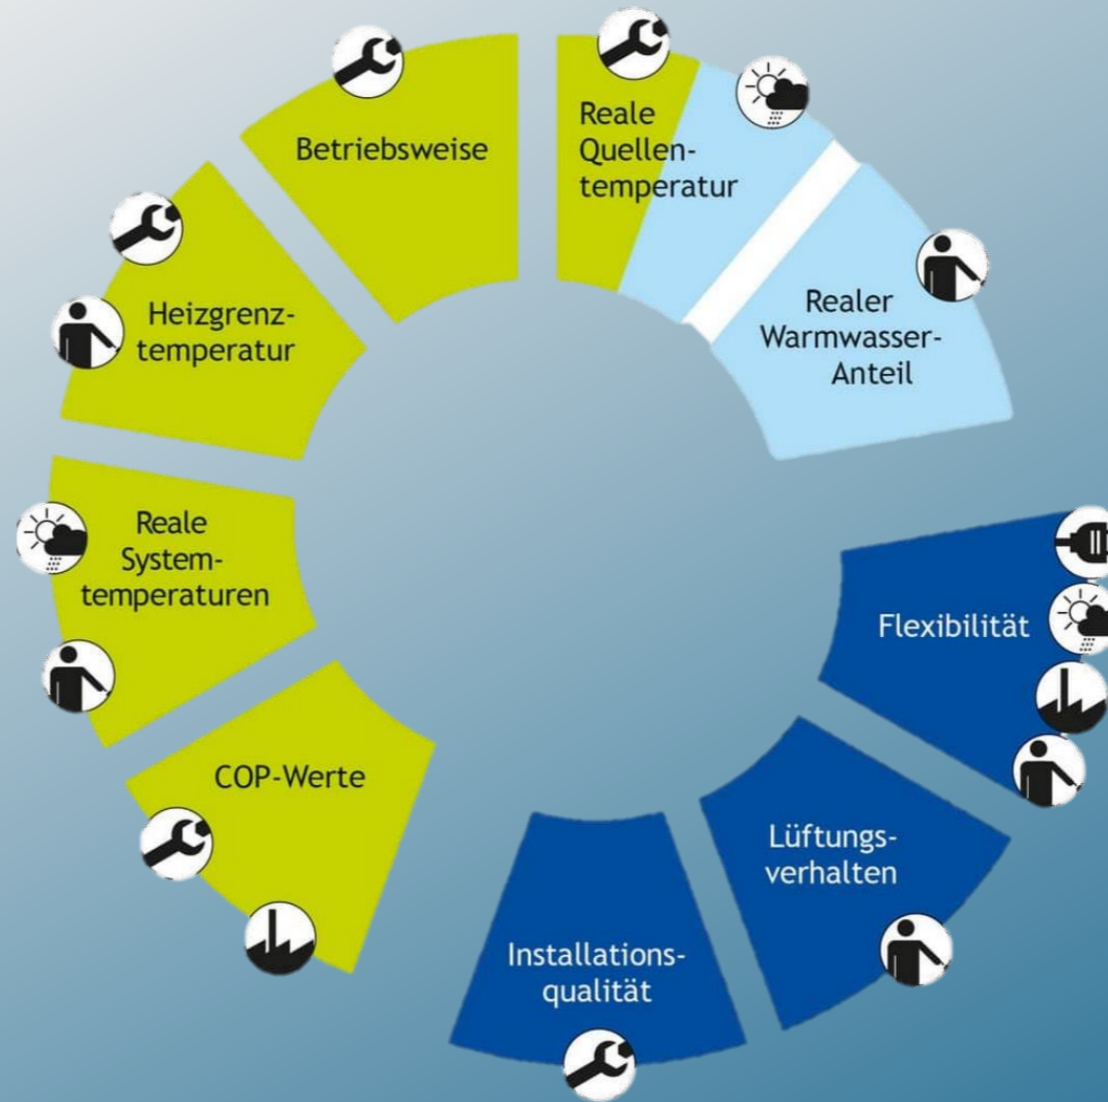 Betriebsweise
Reale
Quellen-
temperatur
Realer
Warmwasser-
Anteil
Heizgrenz-
temperatur
Reale
System-
temperaturen
Flexibilität
COP-Werte
Lüftungs-
verhalten
Installations-
qualität